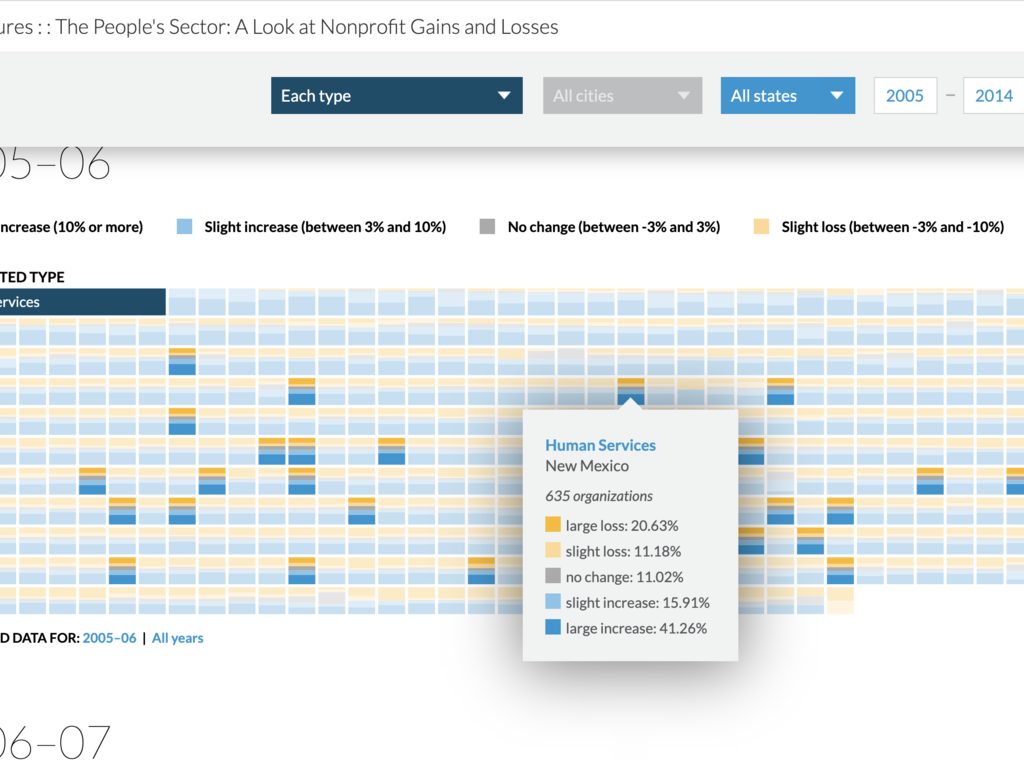 ures : : The People's Sector: A Look at Nonprofit Gains and Losses
Each type
All cities
All states
2005 – 2014
05–06
ncrease (10% or more)
Slight increase (between 3% and 10%)
No change (between -3% and 3%)
Slight loss (between -3% and -10%)
TED TYPE
ervices
Human Services
New Mexico
635 organizations
large loss: 20.63%
slight loss: 11.18%
no change: 11.02%
slight increase: 15.91%
large increase: 41.26%
D DATA FOR: 2005–06 | All years
06–07